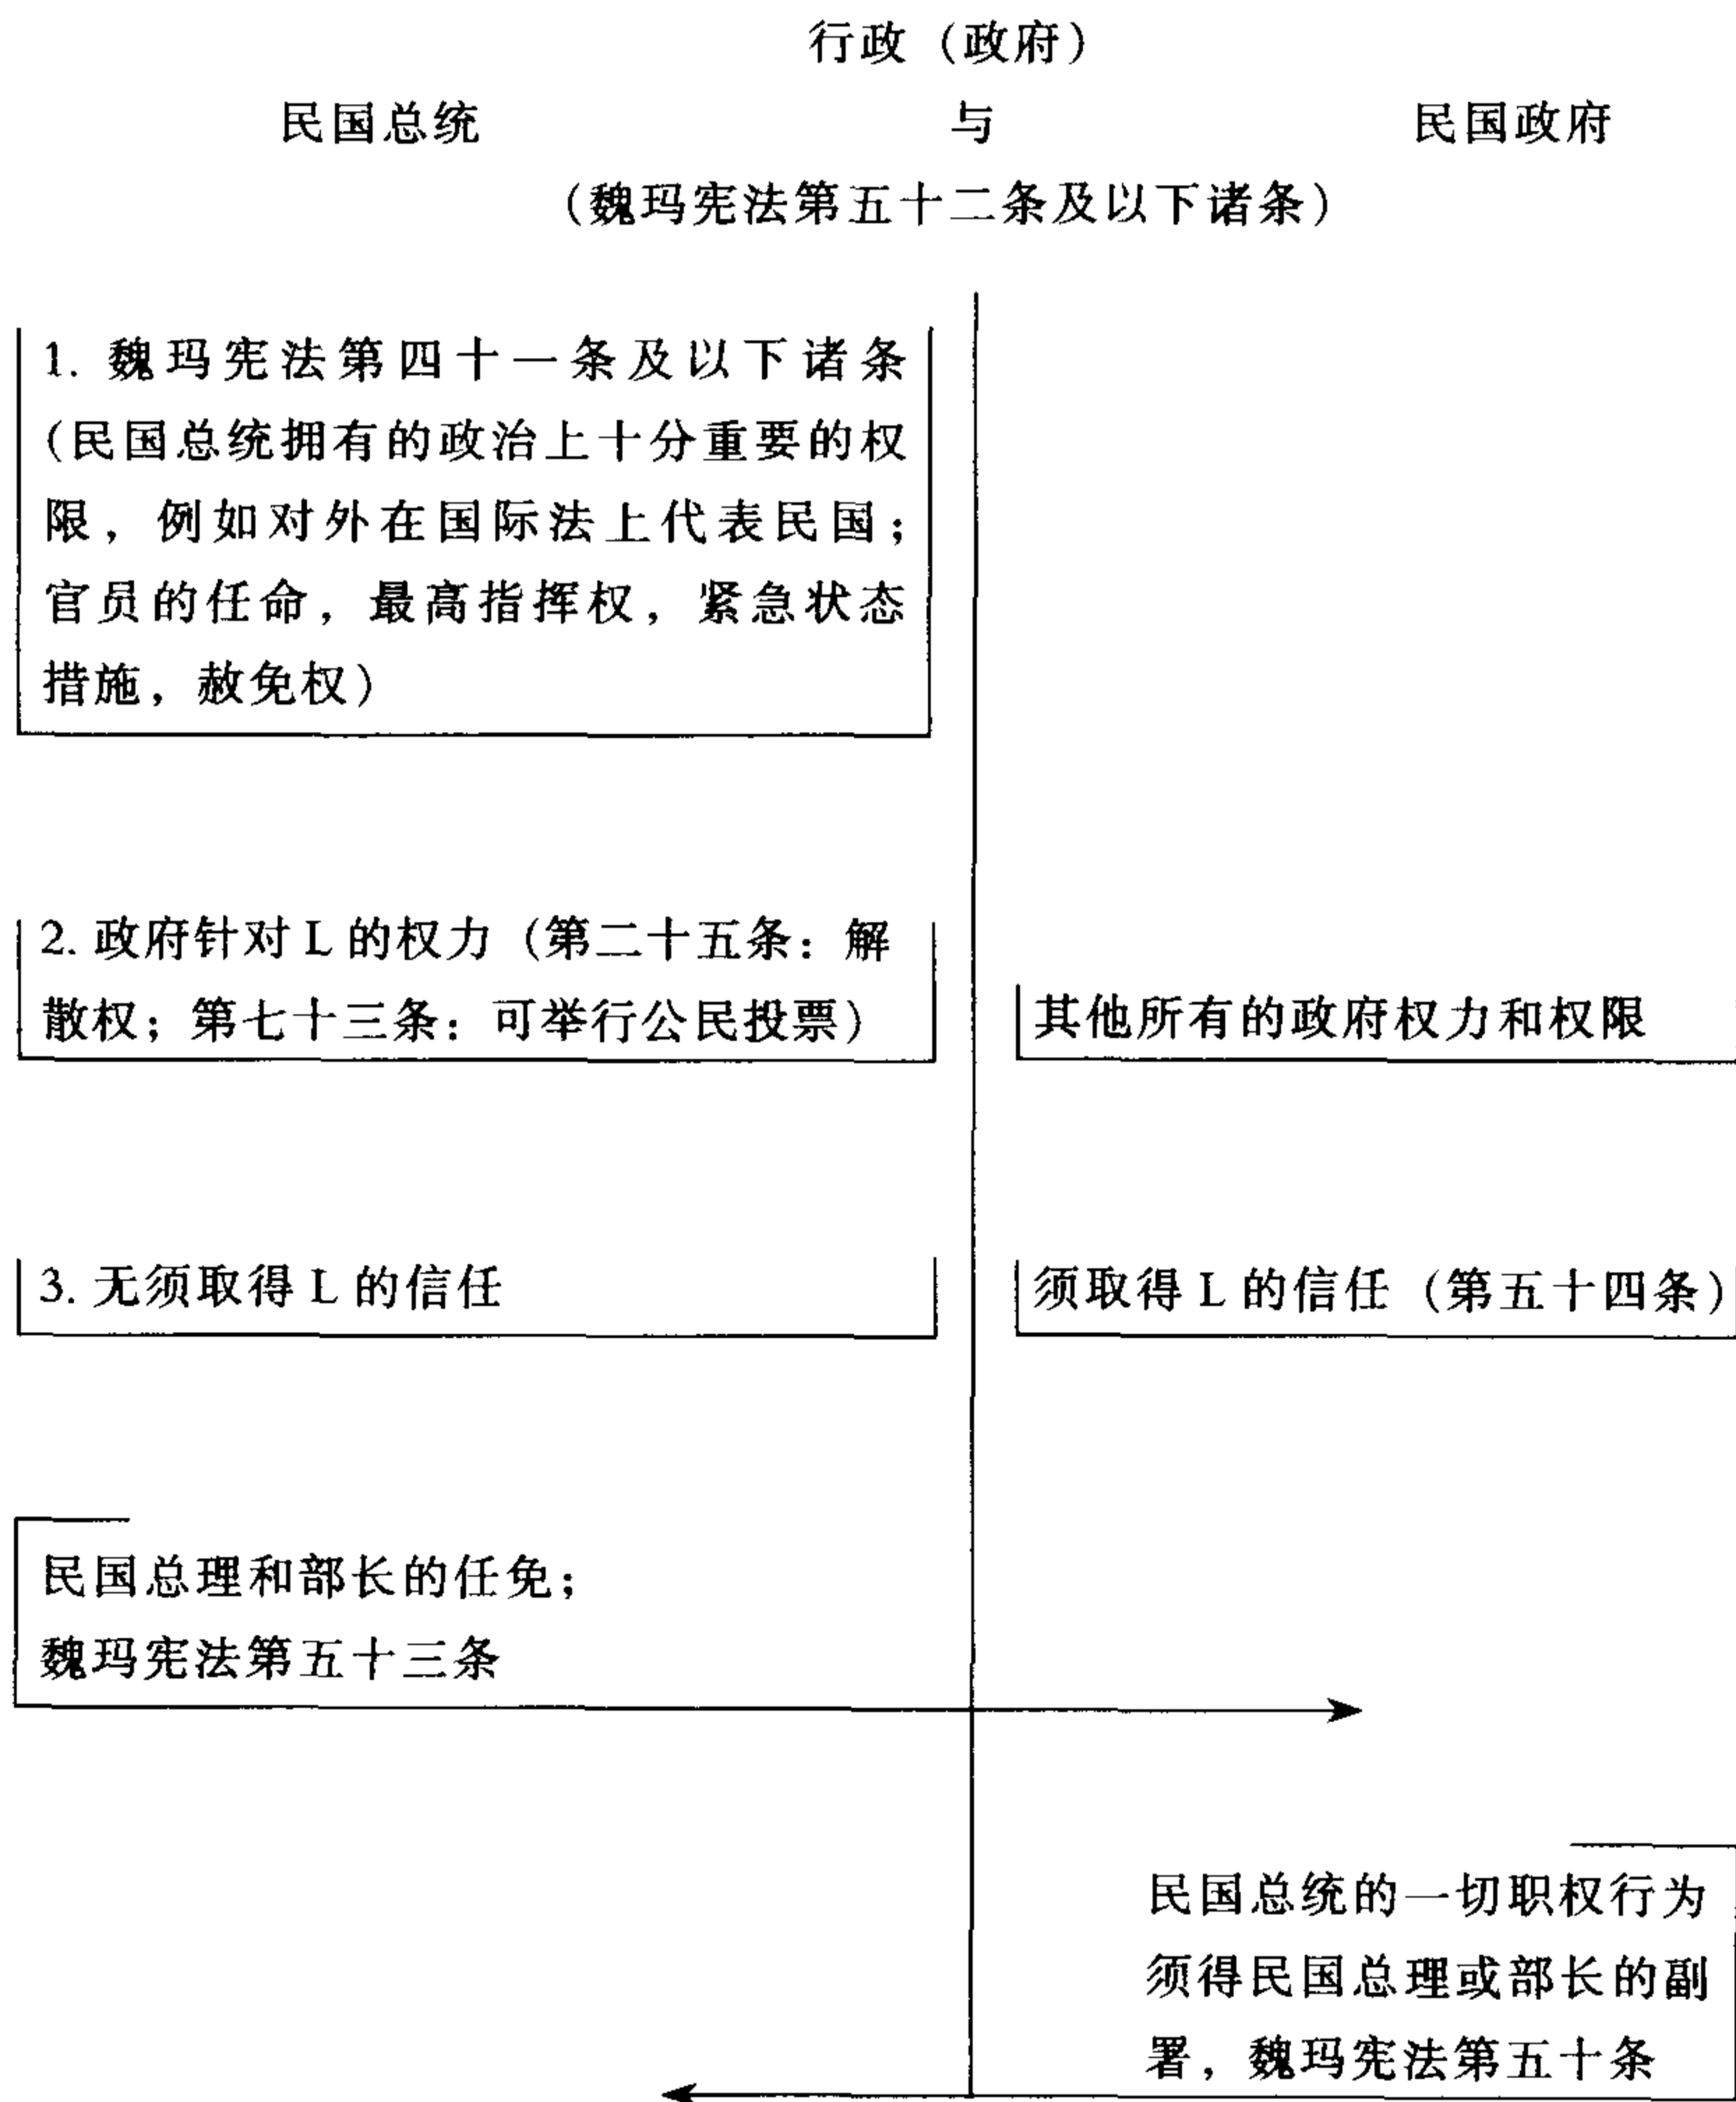 行政（政府）
民国总统 与 民国政府
（魏玛宪法第五十二条及以下诸条）
1. 魏玛宪法第四十一条及以下诸条
（民国总统拥有的政治上十分重要的权
限，例如对外在国际法上代表民国；
官员的任命，最高指挥权，紧急状态
措施，赦免权）
2. 政府针对 L 的权力（第二十五条：解
散权；第七十三条：可举行公民投票）
其他所有的政府权力和权限
3. 无须取得 L 的信任
须取得 L 的信任（第五十四条）
民国总理和部长的任免；
魏玛宪法第五十三条
民国总统的一切职权行为
须得民国总理或部长的副
署，魏玛宪法第五十条